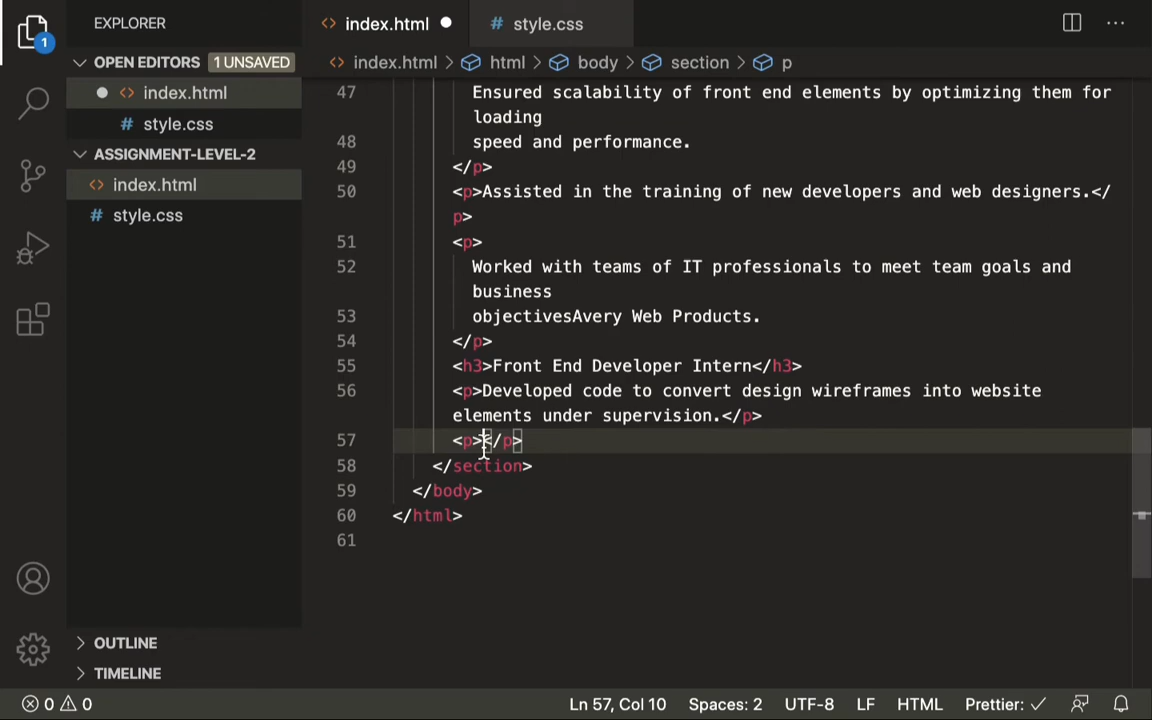 EXPLORER
index.html
style.css
OPEN EDITORS 1 UNSAVED
index.html
style.css
ASSIGNMENT-LEVEL-2
index.html
style.css
OUTLINE
TIMELINE
1
index.html > html > body > section > p
47 Ensured scalability of front end elements by optimizing them for
loading
48 speed and performance.
49 </p>
50 <p>Assisted in the training of new developers and web designers.</
p>
51 <p>
52 Worked with teams of IT professionals to meet team goals and
business
53 objectivesAvery Web Products.
54 </p>
55 <h3>Front End Developer Intern</h3>
56 <p>Developed code to convert design wireframes into website
elements under supervision.</p>
57 <p></p>
58 </section>
59 </body>
60 </html>
61
0 0 Ln 57, Col 10 Spaces: 2 UTF-8 LF HTML Prettier: ✓